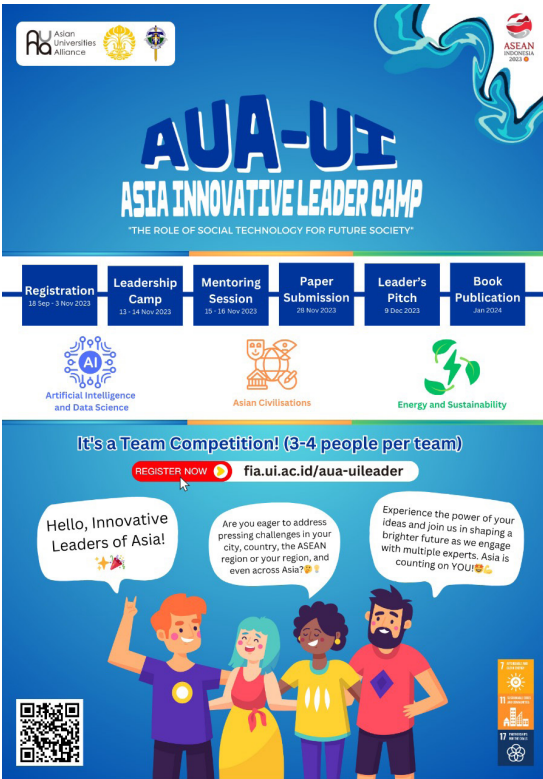 Asian
Universities
Alliance
ASEAN
INDONESIA
2023
AUA-UI
ASIA INNOVATIVE LEADER CAMP
"THE ROLE OF SOCIAL TECHNOLOGY FOR FUTURE SOCIETY"
Registration
18 Sep - 3 Nov 2023
Leadership
Camp
13 - 14 Nov 2023
Mentoring
Session
15 - 16 Nov 2023
Paper
Submission
28 Nov 2023
Leader's
Pitch
9 Dec 2023
Book
Publication
Jan 2024
AI
Artificial Intelligence
and Data Science
Asian Civilisations
Energy and Sustainability
It's a Team Competition! (3-4 people per team)
REGISTER NOW
fia.ui.ac.id/aua-uileader
Hello, Innovative
Leaders of Asia!
✨🎉
Are you eager to address
pressing challenges in your
city, country, the ASEAN
region or your region, and
even across Asia?🤔
Experience the power of your
ideas and join us in shaping a
brighter future as we engage
with multiple experts. Asia is
counting on YOU!🤩💪
7
11
17